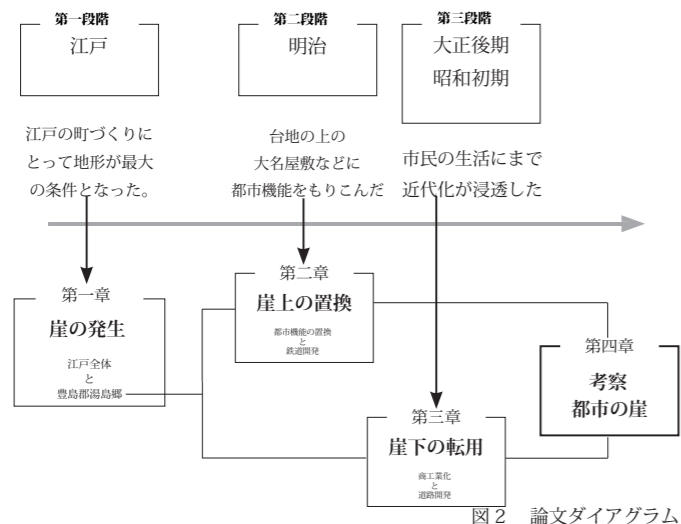 第一段階
江戸
第二段階
明治
第三段階
大正後期
昭和初期
江戸の町づくりに
とって地形が最大
の条件となった。
台地の上の
大名屋敷などに
都市機能をもりこんだ
市民の生活にまで
近代化が浸透した
第一章
崖の発生
江戸全体
と
豊島郡湯島郷
第二章
崖上の置換
都市機能の置換
と
鉄道開発
第三章
崖下の転用
商工業化
と
道路開発
第四章
考察
都市の崖
図2 論文ダイアグラム